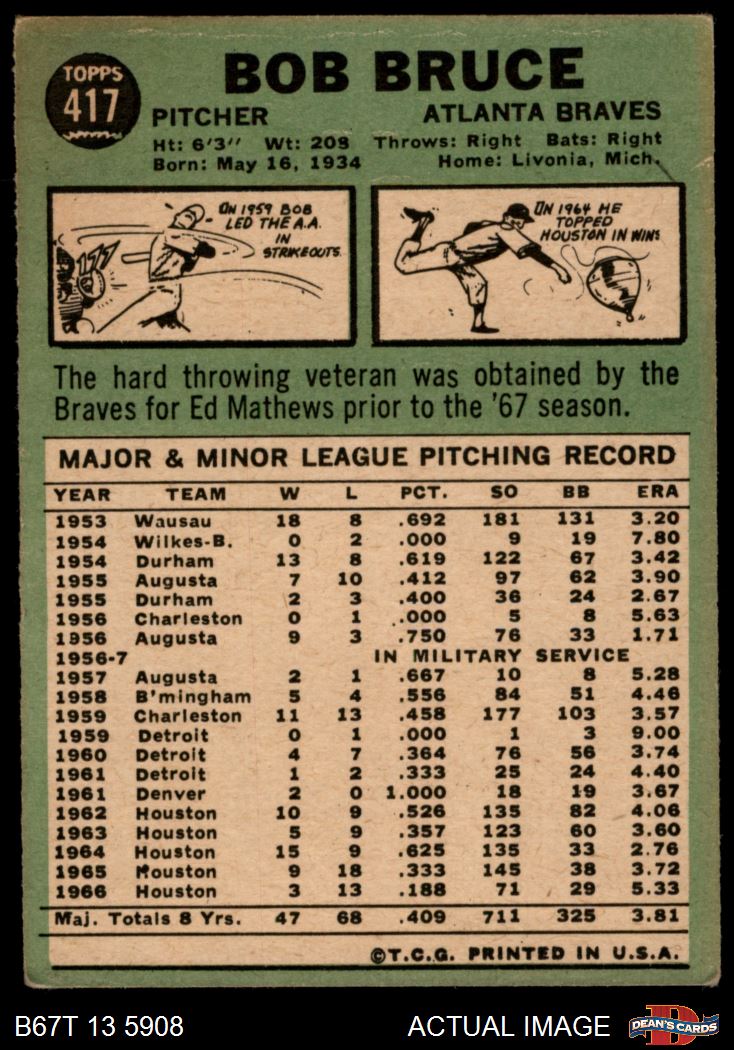 TOPPS
417
BOB BRUCE
PITCHER ATLANTA BRAVES
Ht: 6'3" Wt: 209 Throws: Right Bats: Right
Born: May 16, 1934 Home: Livonia, Mich.
ON 1959 BOB
LED THE A.A.
IN
STRIKEOUTS
ON 1964 HE
TOPPED
HOUSTON IN WINS
The hard throwing veteran was obtained by the
Braves for Ed Mathews prior to the '67 season.
MAJOR & MINOR LEAGUE PITCHING RECORD
YEAR TEAM W L PCT. SO BB ERA
1953 Wausau 18 8 .692 181 131 3.20
1954 Wilkes-B. 0 2 .000 9 19 7.80
1954 Durham 13 8 .619 122 67 3.42
1955 Augusta 7 10 .412 97 62 3.90
1955 Durham 2 3 .400 36 24 2.67
1956 Charleston 0 1 .000 5 8 5.63
1956 Augusta 9 3 .750 76 33 1.71
1956-7 IN MILITARY SERVICE
1957 Augusta 2 1 .667 10 8 5.28
1958 B'mingham 5 4 .556 84 51 4.46
1959 Charleston 11 13 .458 177 103 3.57
1959 Detroit 0 1 .000 1 3 9.00
1960 Detroit 4 7 .364 76 56 3.74
1961 Detroit 1 2 .333 25 24 4.40
1961 Denver 2 0 1.000 18 19 3.67
1962 Houston 10 9 .526 135 82 4.06
1963 Houston 5 9 .357 123 60 3.60
1964 Houston 15 9 .625 135 33 2.76
1965 Houston 9 18 .333 145 38 3.72
1966 Houston 3 13 .188 71 29 5.33
Maj. Totals 8 Yrs. 47 68 .409 711 325 3.81
©T.C.G. PRINTED IN U.S.A.
B67T 13 5908 ACTUAL IMAGE DEAN'S CARDS